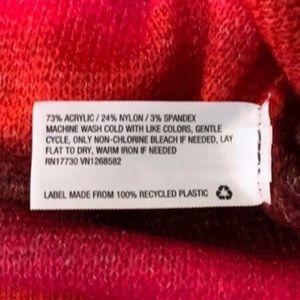 73% ACRYLIC / 24% NYLON / 3% SPANDEX
MACHINE WASH COLD WITH LIKE COLORS, GENTLE
CYCLE, ONLY NON-CHLORINE BLEACH IF NEEDED, LAY
FLAT TO DRY, WARM IRON IF NEEDED
RN17730 VN1268582
LABEL MADE FROM 100% RECYCLED PLASTIC